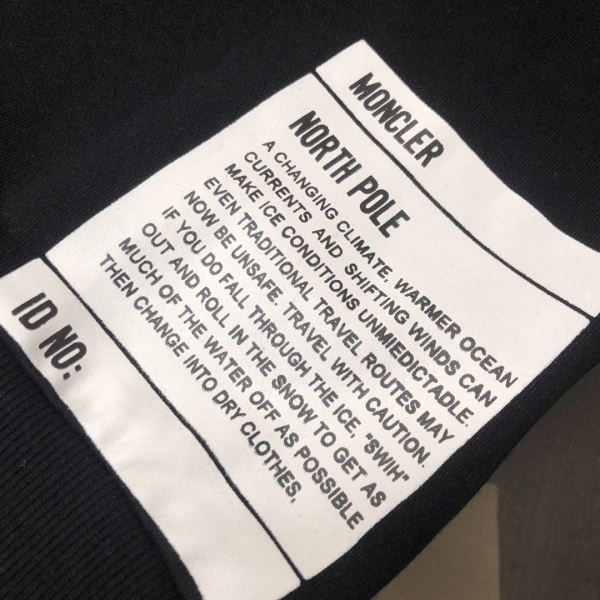 MONCLER
NORTH POLE
A CHANGING CLIMATE, WARMER OCEAN
CURRENTS AND SHIFTING WINDS CAN
MAKE ICE CONDITIONS UNMIEDICTABLE.
EVEN TRADITIONAL TRAVEL ROUTES MAY
NOW BE UNSAFE. TRAVEL WITH CAUTION.
IF YOU DO FALL THROUGH THE ICE, "SWIH"
OUT AND ROLL IN THE SNOW TO GET AS
MUCH OF THE WATER OFF AS POSSIBLE
THEN CHANGE INTO DRY CLOTHES,
ID NO: